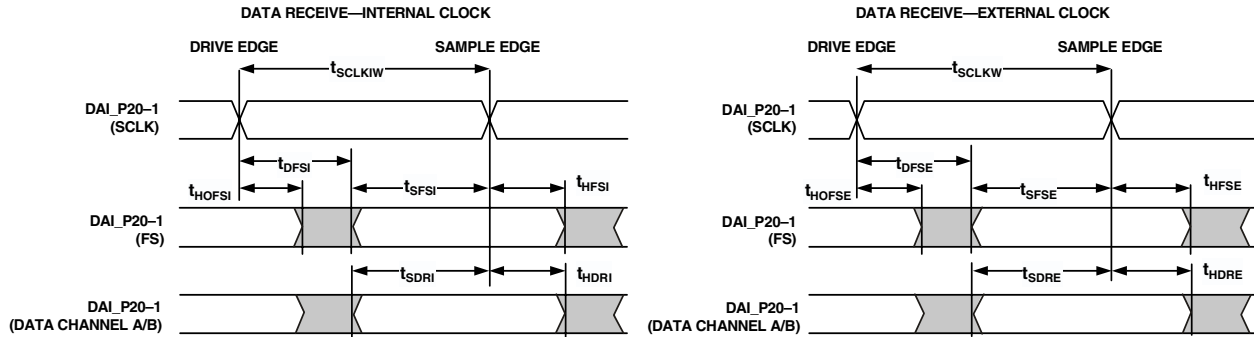 DATA RECEIVE—INTERNAL CLOCK
DRIVE EDGE
SAMPLE EDGE
tSCLKIW
DAI_P20–1
(SCLK)
tDFSI
tHOFSI
tSFSI
tHFSI
DAI_P20–1
(FS)
tSDRI
tHDRI
DAI_P20–1
(DATA CHANNEL A/B)
DATA RECEIVE—EXTERNAL CLOCK
DRIVE EDGE
SAMPLE EDGE
tSCLKW
DAI_P20–1
(SCLK)
tDFSE
tHOFSE
tSFSE
tHFSE
DAI_P20–1
(FS)
tSDRE
tHDRE
DAI_P20–1
(DATA CHANNEL A/B)